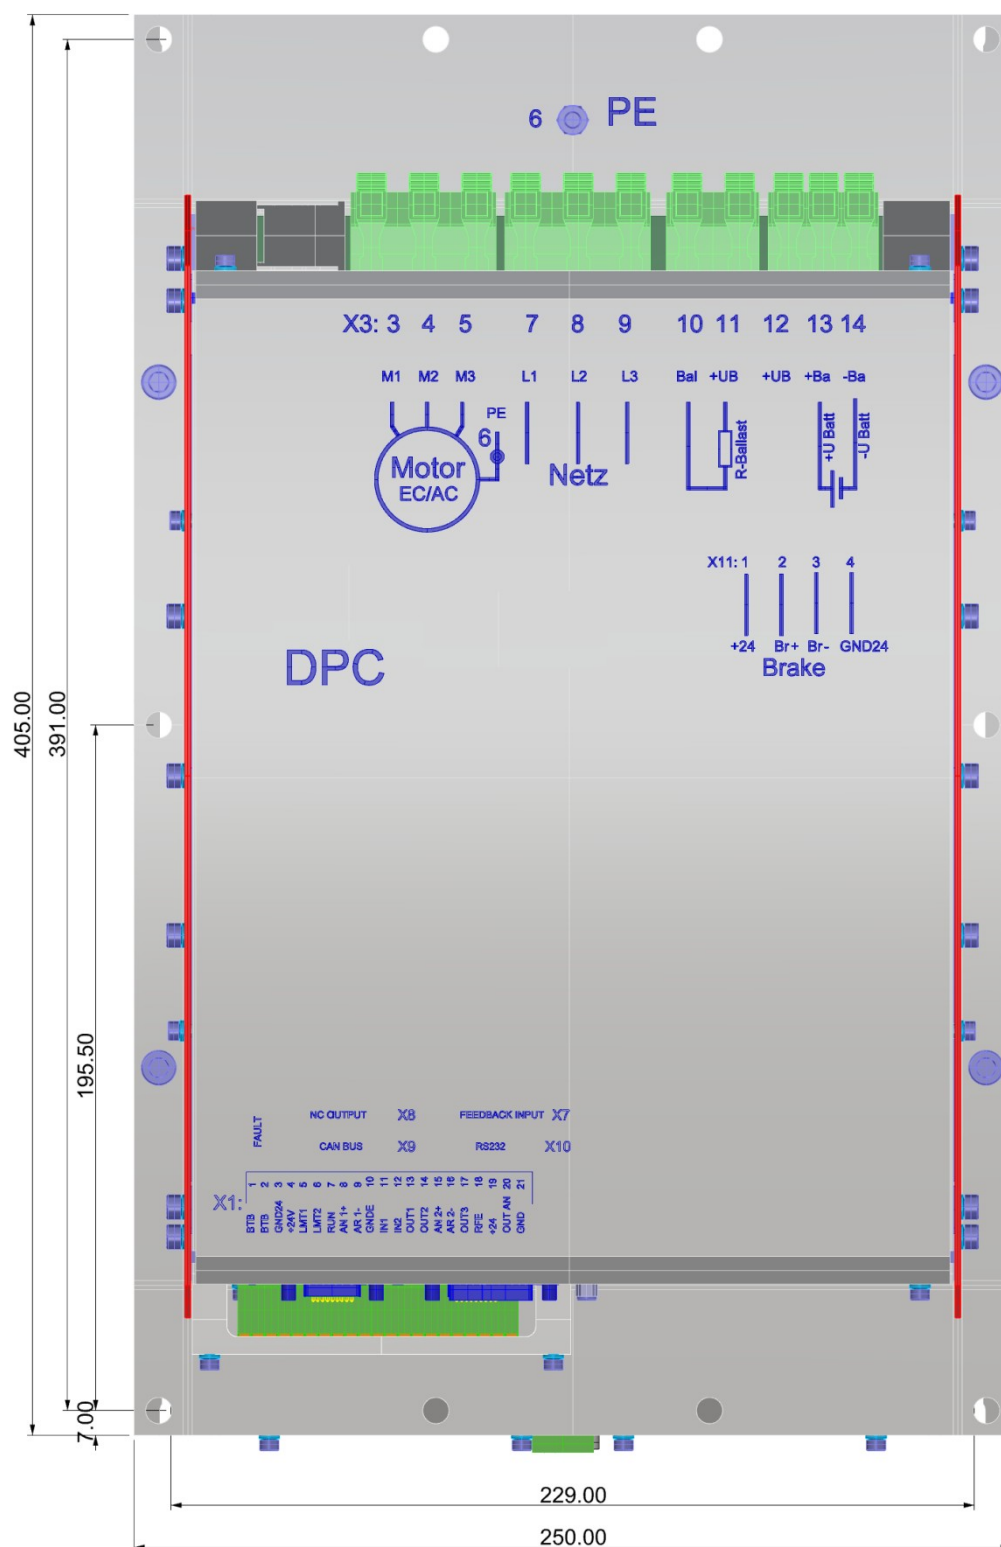 6 PE
X3: 3 4 5 7 8 9 10 11 12 13 14
M1 M2 M3 L1 L2 L3 Bal +UB +UB +Ba -Ba
PE
6
Motor
EC/AC
Netz
R-Ballast
+U Batt
-U Batt
X11: 1 2 3 4
+24 Br+ Br- GND24
Brake
DPC
405.00
391.00
195.50
7.00
FAULT
NC OUTPUT X8 FEEDBACK INPUT X7
CAN BUS X9 RS232 X10
X1:
1 2 3 4 5 6 7 8 9 10 11 12 13 14 15 16 17 18 19 20 21
BTB BTB GND24 +24V LMT1 LMT2 RUN AN 1+ AR 1- GNDE IN1 IN2 OUT1 OUT2 AN 2+ AR 2- OUT3 RFE +24 OUT AN GND
229.00
250.00